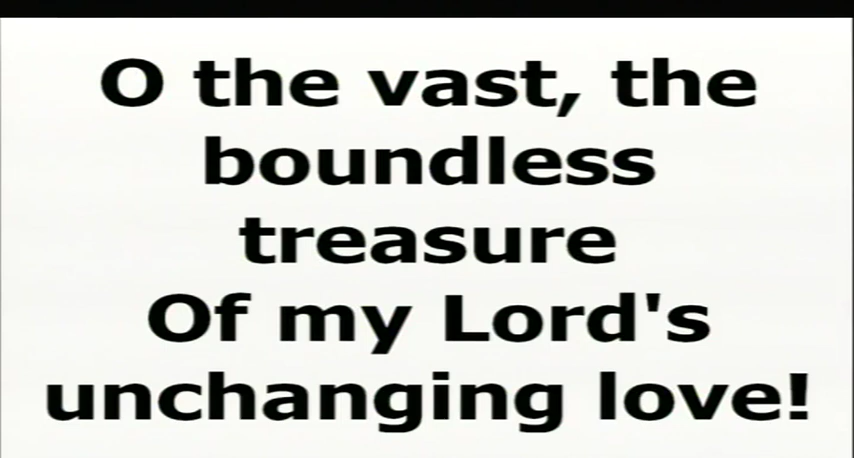 O the vast, the
boundless
treasure
Of my Lord's
unchanging love!